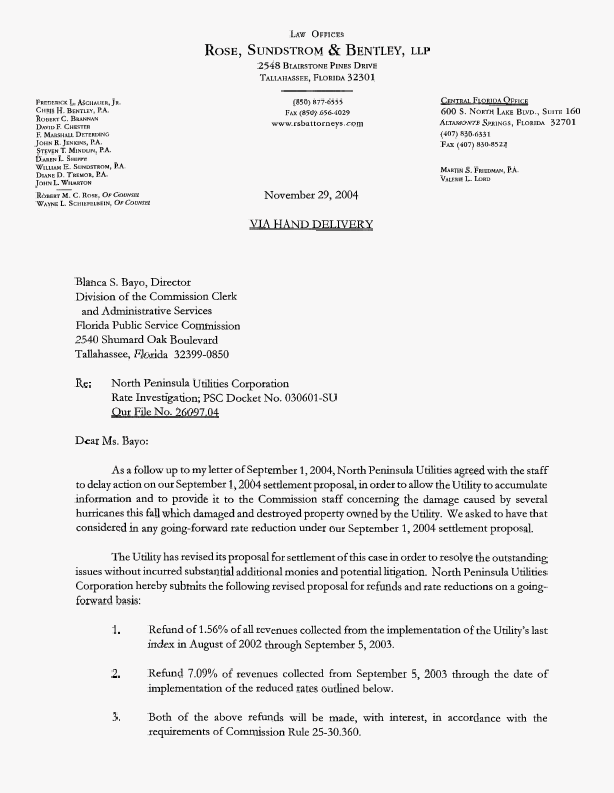 LAW OFFICES
ROSE, SUNDSTROM & BENTLEY, LLP
2548 BLAIRSTONE PINES DRIVE
TALLAHASSEE, FLORIDA 32301
FREDERICK L. ASCHAUER, JR.
CHRIS H. BENTLEY, P.A.
ROBERT C. BRANNAN
DAVID F. CHESTER
F. MARSHALL DETERDING
JOHN R. JENKINS, P.A.
STEVEN T. MINDLIN, P.A.
DAREN L. SHIPPY
WILLIAM E. SUNDSTROM, P.A.
DIANE D. TREMOR, P.A.
JOHN L. WHARTON
ROBERT M. C. ROSE, OF COUNSEL
WAYNE L. SCHIEFELBEIN, OF COUNSEL
(850) 877-6555
FAX (850) 656-4029
www.rsbattorneys.com
CENTRAL FLORIDA OFFICE
600 S. NORTH LAKE BLVD., SUITE 160
ALTAMONTE SPRINGS, FLORIDA 32701
(407) 830-6331
FAX (407) 830-8522
MARTIN S. FRIEDMAN, P.A.
VALERIE L. LORD
November 29, 2004
VIA HAND DELIVERY
Blanca S. Bayo, Director
Division of the Commission Clerk
and Administrative Services
Florida Public Service Commission
2540 Shumard Oak Boulevard
Tallahassee, Florida 32399-0850
Re: North Peninsula Utilities Corporation
Rate Investigation; PSC Docket No. 030601-SU
Our File No. 26097.04
Dear Ms. Bayo:
As a follow up to my letter of September 1, 2004, North Peninsula Utilities agreed with the staff
to delay action on our September 1, 2004 settlement proposal, in order to allow the Utility to accumulate
information and to provide it to the Commission staff concerning the damage caused by several
hurricanes this fall which damaged and destroyed property owned by the Utility. We asked to have that
considered in any going-forward rate reduction under our September 1, 2004 settlement proposal.
The Utility has revised its proposal for settlement of this case in order to resolve the outstanding
issues without incurred substantial additional monies and potential litigation. North Peninsula Utilities
Corporation hereby submits the following revised proposal for refunds and rate reductions on a going-
forward basis:
1. Refund of 1.56% of all revenues collected from the implementation of the Utility's last
index in August of 2002 through September 5, 2003.
2. Refund 7.09% of revenues collected from September 5, 2003 through the date of
implementation of the reduced rates outlined below.
3. Both of the above refunds will be made, with interest, in accordance with the
requirements of Commission Rule 25-30.360.